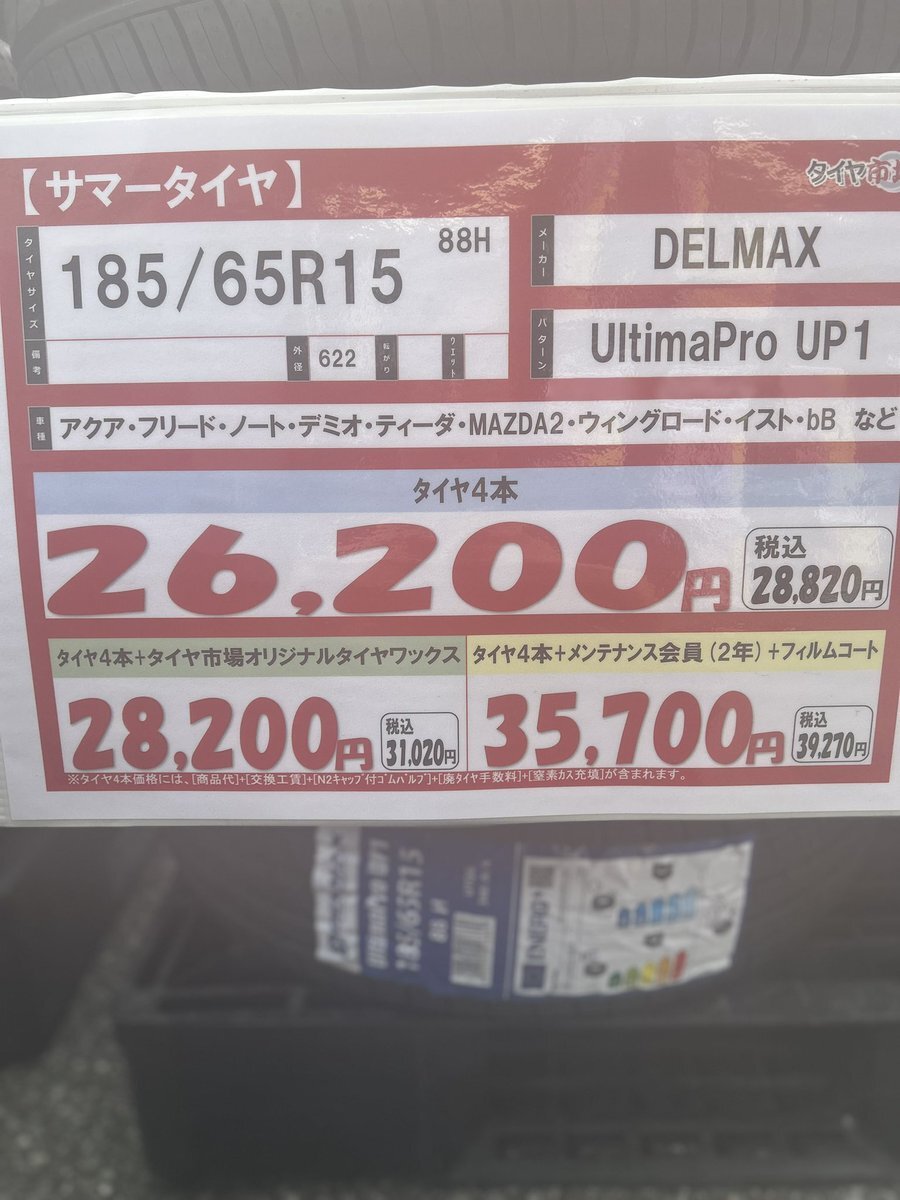 【サマータイヤ】
タイヤ市場
タイヤサイズ
185/65R15 88H
メーカー
DELMAX
備考
外径
622
転がり
ウエット
パターン
UltimaPro UP1
車種
アクア・フリード・ノート・デミオ・ティーダ・MAZDA2・ウィングロード・イスト・bB など
タイヤ4本
26,200円
税込
28,820円
タイヤ4本+タイヤ市場オリジナルタイヤワックス
28,200円
税込
31,020円
タイヤ4本+メンテナンス会員(2年)+フィルムコート
35,700円
税込
39,270円
※タイヤ4本価格には、[商品代]+[交換工賃]+[N2キャップ付ゴムバルブ]+[廃タイヤ手数料]+[窒素ガス充填]が含まれます。
UltimaPro UP1
185/65R15
88 H
ENERG